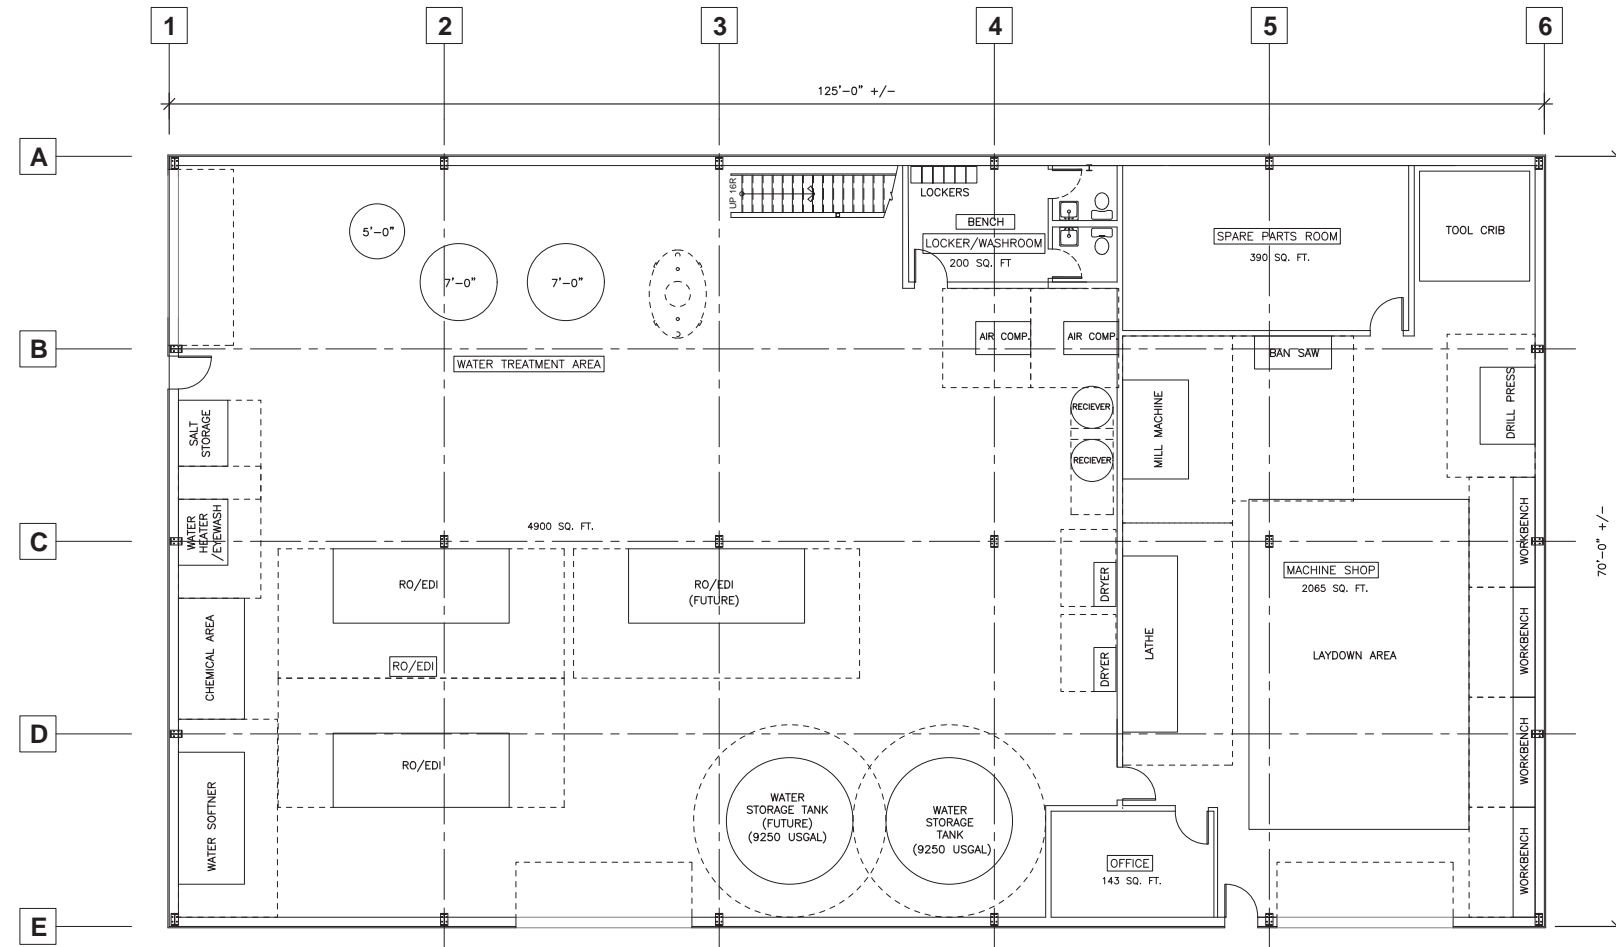 1 2 3 4 5 6
125'-0" +/-
A
UP 16R
LOCKERS
BENCH
LOCKER/WASHROOM
200 SQ. FT
SPARE PARTS ROOM
390 SQ. FT.
TOOL CRIB
5'-0"
7'-0"
7'-0"
B
WATER TREATMENT AREA
AIR COMP.
AIR COMP.
BAN SAW
DRILL PRESS
SALT
STORAGE
RECIEVER
RECIEVER
MILL MACHINE
C
WATER
HEATER
/EYEWASH
4900 SQ. FT.
WORKBENCH
70'-0" +/-
RO/EDI
RO/EDI
(FUTURE)
DRYER
MACHINE SHOP
2065 SQ. FT.
CHEMICAL AREA
RO/EDI
DRYER
LATHE
LAYDOWN AREA
WORKBENCH
D
RO/EDI
WORKBENCH
WATER SOFTNER
WATER
STORAGE TANK
(FUTURE)
(9250 USGAL)
WATER
STORAGE
TANK
(9250 USGAL)
OFFICE
143 SQ. FT.
WORKBENCH
E